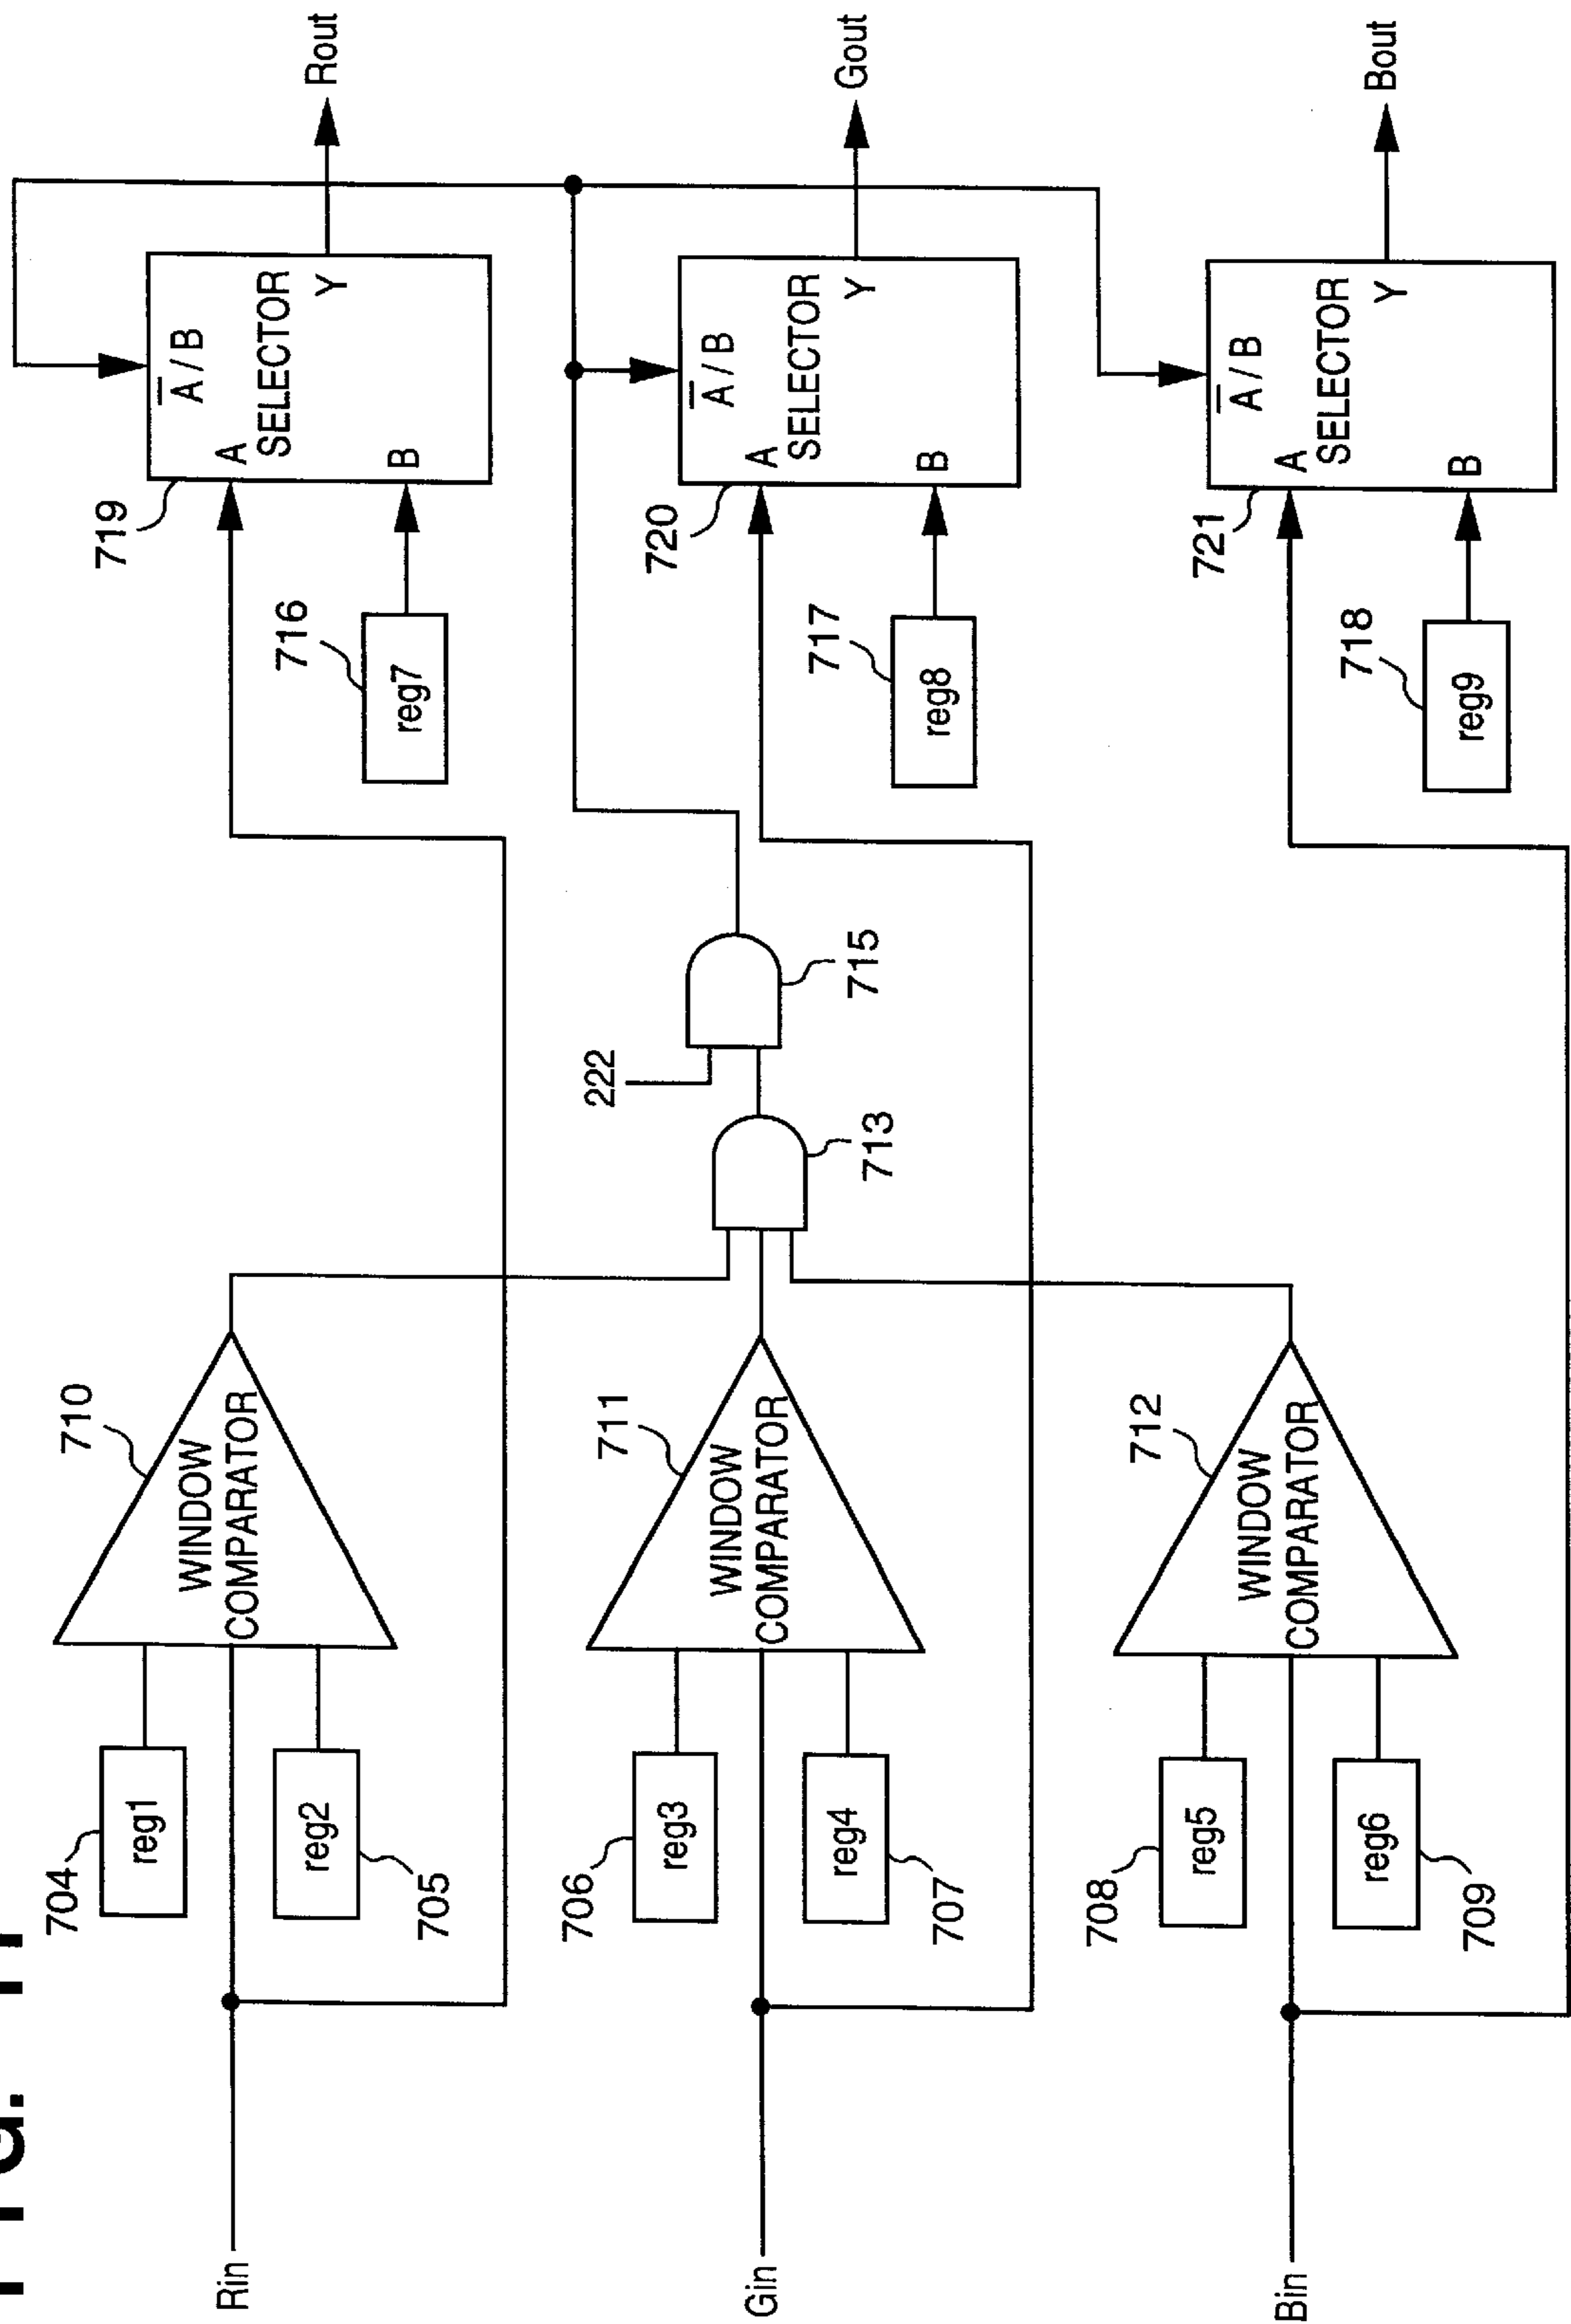 Rin
704
reg1
reg2
705
710
WINDOW
COMPARATOR
716
reg7
719
A
A / B
SELECTOR
B
Y
Rout
Gin
706
reg3
reg4
707
711
WINDOW
COMPARATOR
713
222
715
717
reg8
720
A
A / B
SELECTOR
B
Y
Gout
Bin
708
reg5
reg6
709
712
WINDOW
COMPARATOR
718
reg9
721
A
A / B
SELECTOR
B
Y
Bout